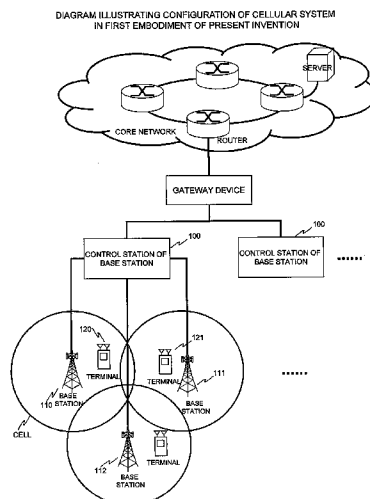 DIAGRAM ILLUSTRATING CONFIGURATION OF CELLULAR SYSTEM
IN FIRST EMBODIMENT OF PRESENT INVENTION
SERVER
CORE NETWORK
ROUTER
GATEWAY DEVICE
100
100
CONTROL STATION OF
BASE STATION
CONTROL STATION OF
BASE STATION
120
121
TERMINAL
TERMINAL
110
BASE
STATION
111
BASE
STATION
CELL
112
TERMINAL
BASE
STATION